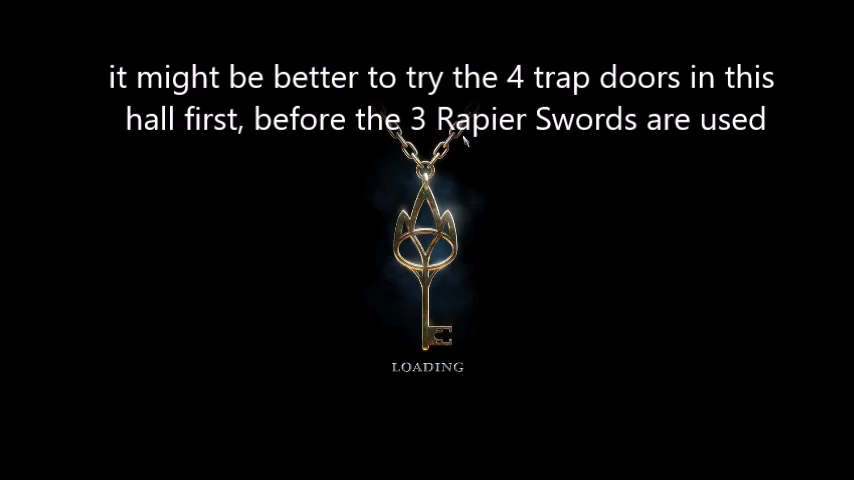 it might be better to try the 4 trap doors in this
hall first, before the 3 Rapier Swords are used
LOADING